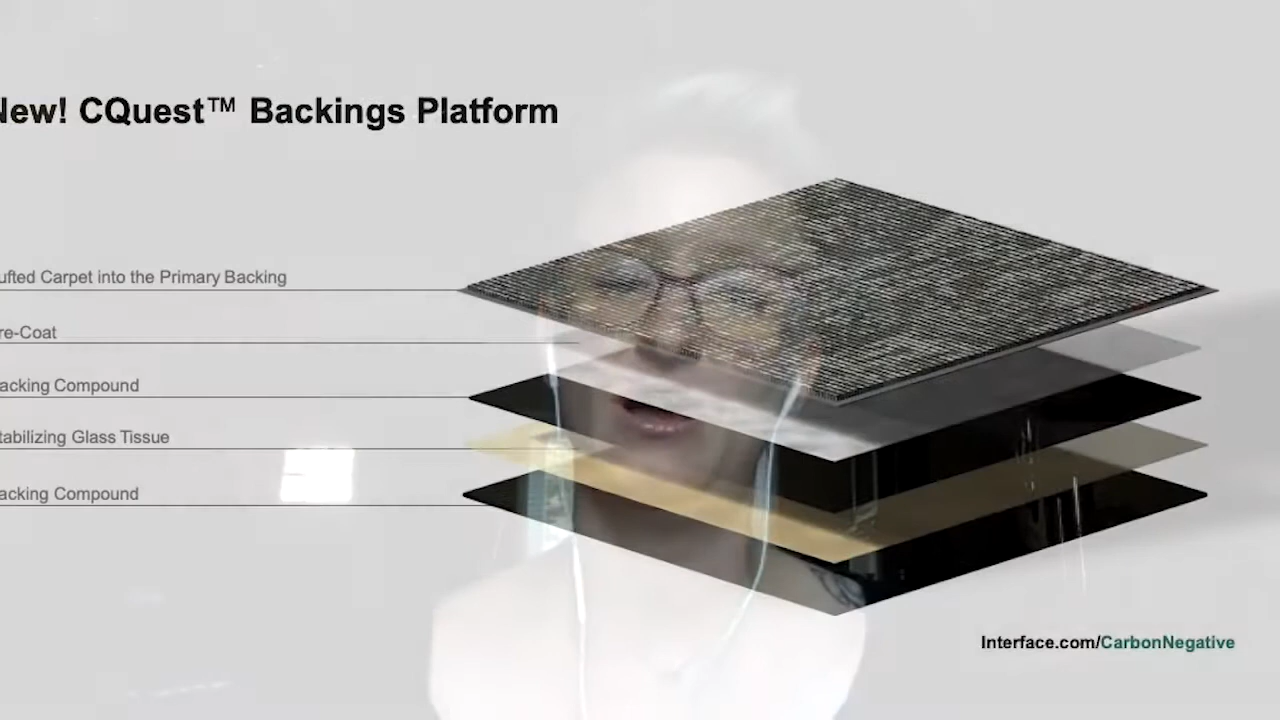 New! CQuest™ Backings Platform
ufted Carpet into the Primary Backing
re-Coat
acking Compound
tabilizing Glass Tissue
acking Compound
Interface.com/CarbonNegative